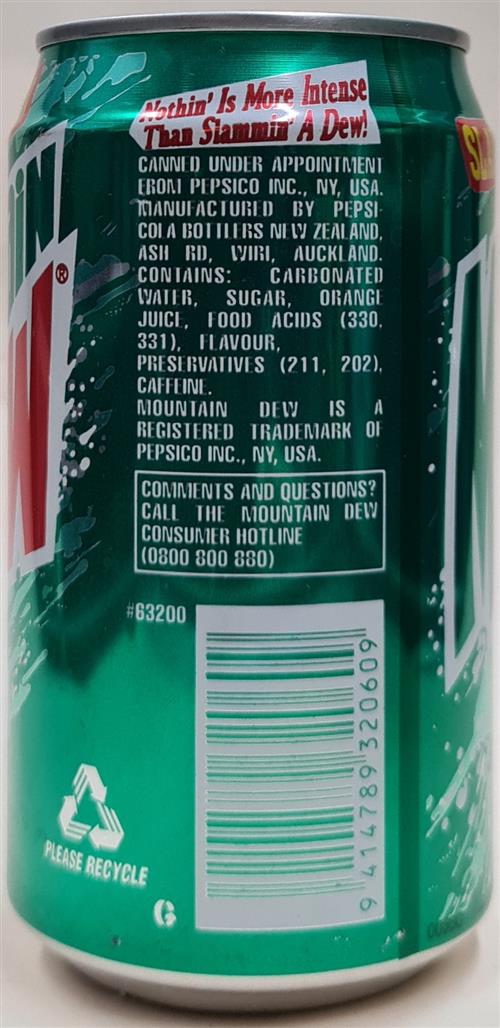 Nothin' Is More Intense
Than Slammin' A Dew!
CANNED UNDER APPOINTMENT
FROM PEPSICO INC., NY, USA.
MANUFACTURED BY PEPSI-
COLA BOTTLERS NEW ZEALAND,
ASH RD, WIRI, AUCKLAND.
CONTAINS: CARBONATED
WATER, SUGAR, ORANGE
JUICE, FOOD ACIDS (330,
331), FLAVOUR,
PRESERVATIVES (211, 202),
CAFFEINE.
MOUNTAIN DEW IS A
REGISTERED TRADEMARK OF
PEPSICO INC., NY, USA.
COMMENTS AND QUESTIONS?
CALL THE MOUNTAIN DEW
CONSUMER HOTLINE
(0800 800 880)
#63200
9 414789 320609
PLEASE RECYCLE
G